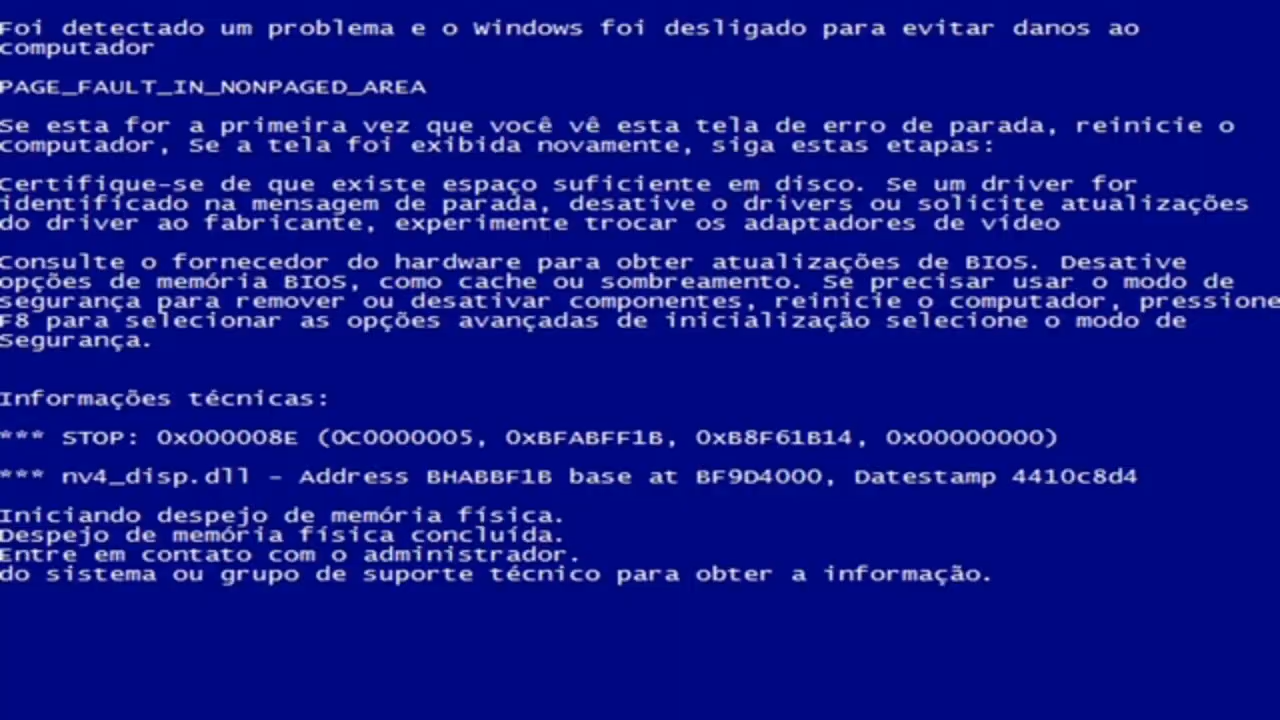 Foi detectado um problema e o Windows foi desligado para evitar danos ao
computador
PAGE_FAULT_IN_NONPAGED_AREA
Se esta for a primeira vez que você vê esta tela de erro de parada, reinicie o
computador, Se a tela foi exibida novamente, siga estas etapas:
Certifique-se de que existe espaço suficiente em disco. Se um driver for
identificado na mensagem de parada, desative o drivers ou solicite atualizações
do driver ao fabricante, experimente trocar os adaptadores de vídeo
Consulte o fornecedor do hardware para obter atualizações de BIOS. Desative
opções de memória BIOS, como cache ou sombreamento. Se precisar usar o modo de
segurança para remover ou desativar componentes, reinicie o computador, pressione
F8 para selecionar as opções avançadas de inicialização selecione o modo de
Segurança.
Informações técnicas:
*** STOP: 0x000008E (0C0000005, 0xBFABFF1B, 0xB8F61B14, 0x00000000)
*** nv4_disp.dll - Address BHABBF1B base at BF9D4000, Datestamp 4410c8d4
Iniciando despejo de memória física.
Despejo de memória física concluída.
Entre em contato com o administrador.
do sistema ou grupo de suporte técnico para obter a informação.